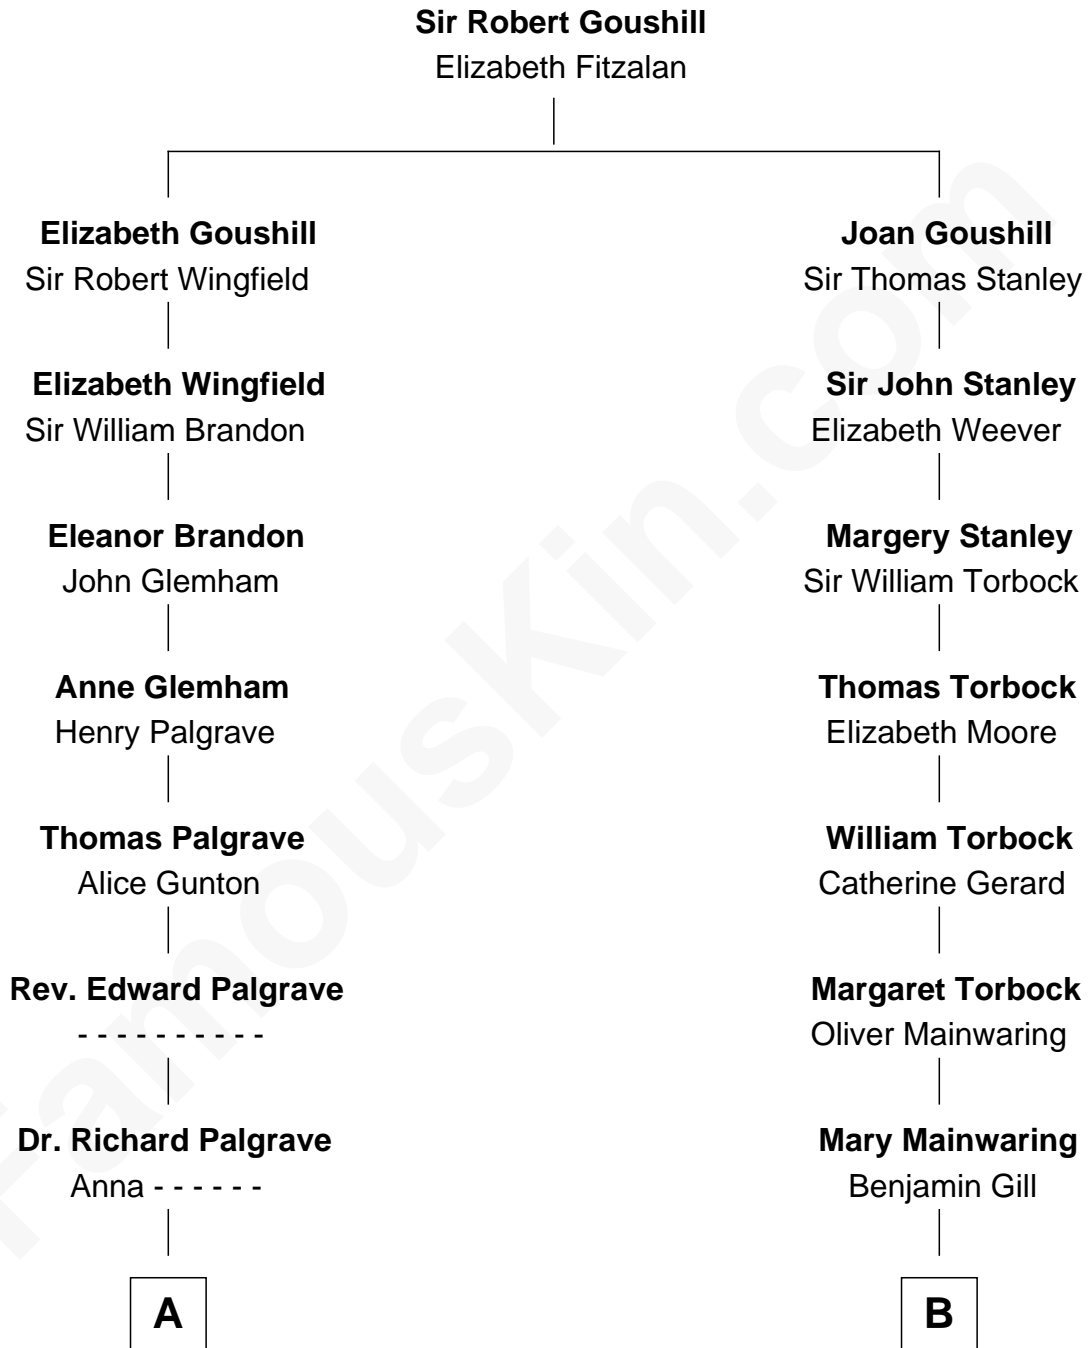 Sir Robert Goushill
Elizabeth Fitzalan
Elizabeth Goushill
Sir Robert Wingfield
Joan Goushill
Sir Thomas Stanley
Elizabeth Wingfield
Sir William Brandon
Sir John Stanley
Elizabeth Weever
Eleanor Brandon
John Glemham
Margery Stanley
Sir William Torbock
Anne Glemham
Henry Palgrave
Thomas Torbock
Elizabeth Moore
Thomas Palgrave
Alice Gunton
William Torbock
Catherine Gerard
Rev. Edward Palgrave
- - - - - - - - - -
Margaret Torbock
Oliver Mainwaring
Dr. Richard Palgrave
Anna - - - - - -
Mary Mainwaring
Benjamin Gill
A
B
FamousKin.com